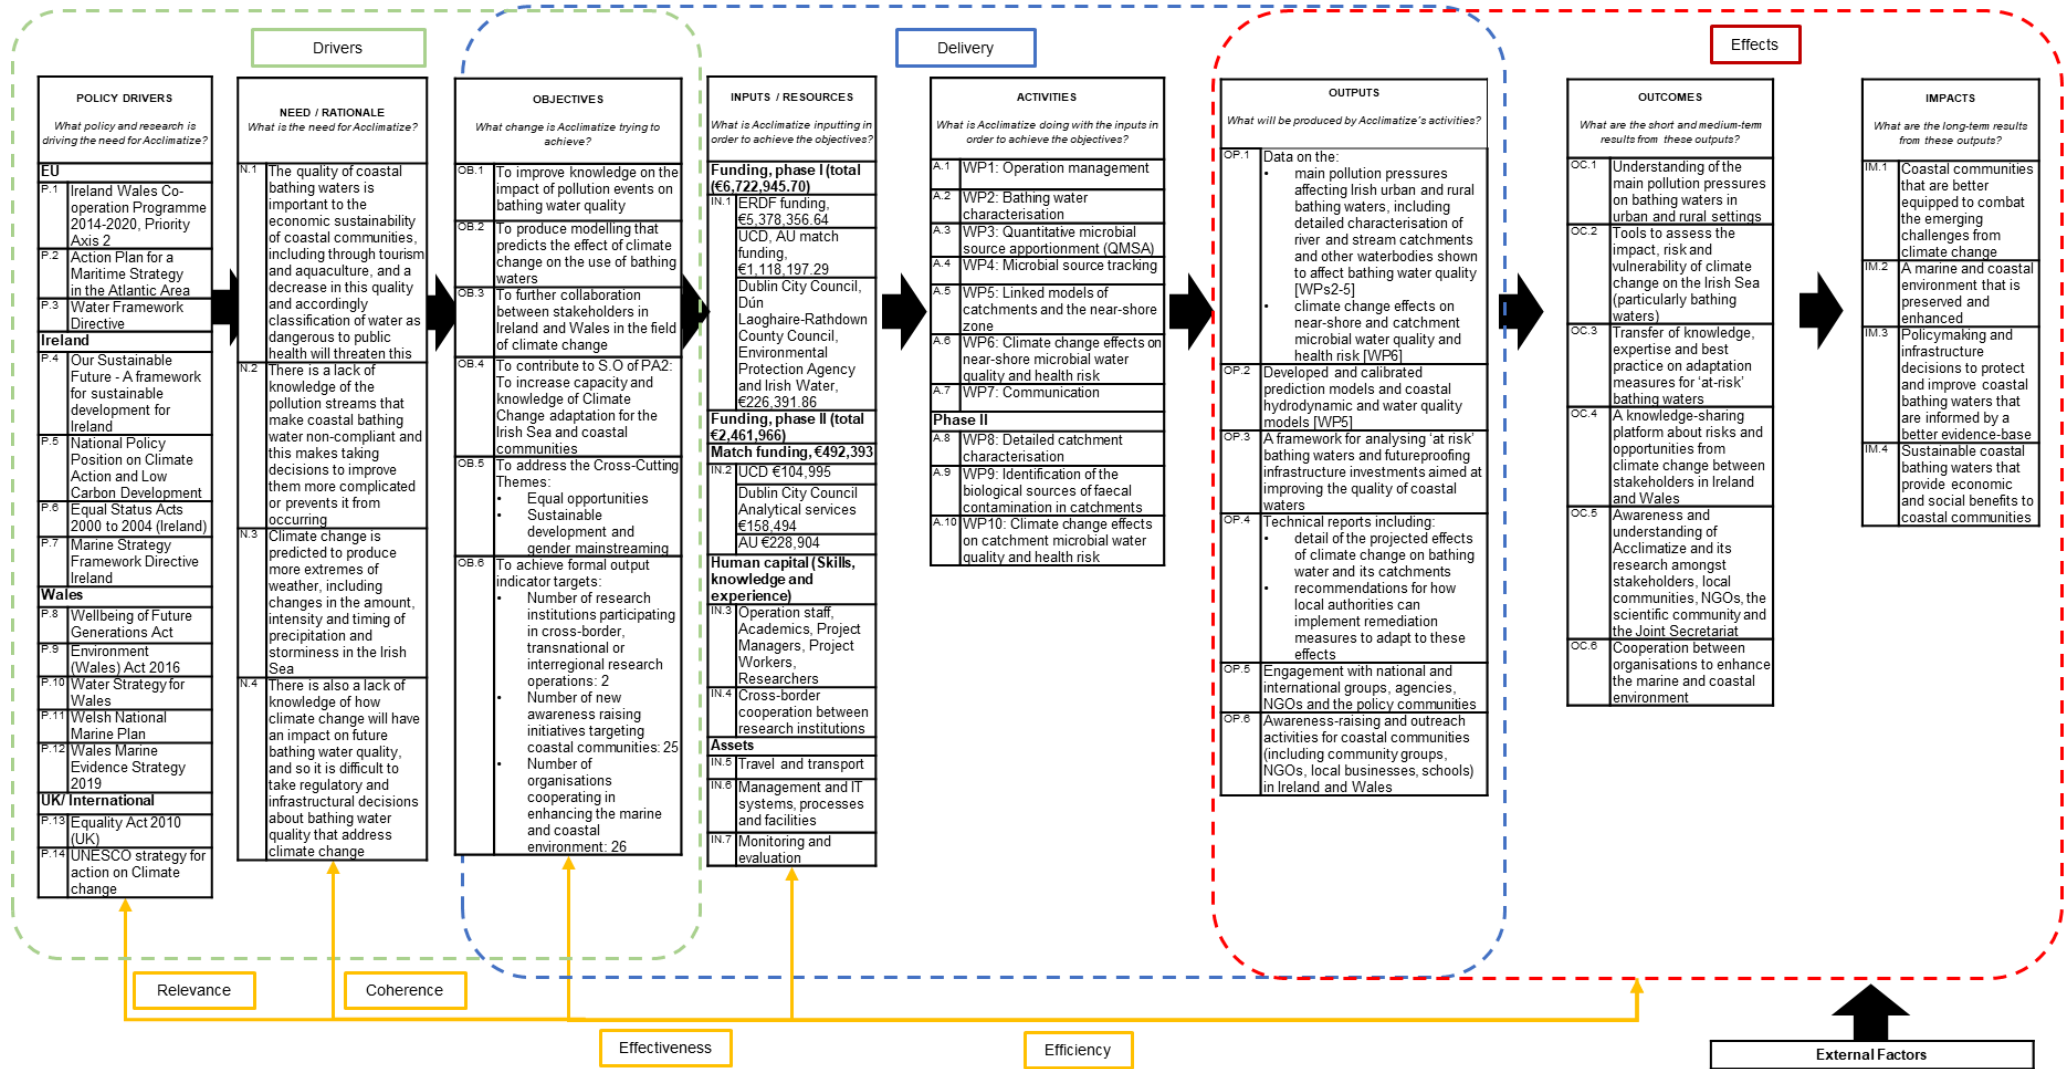 Drivers
Delivery
Effects
POLICY DRIVERS
What policy and research is
driving the need for Acclimatize?
EU
P.1 Ireland Wales Co-
operation Programme
2014-2020, Priority
Axis 2
P.2 Action Plan for a
Maritime Strategy
in the Atlantic Area
P.3 Water Framework
Directive
Ireland
P.4 Our Sustainable
Future - A framework
for sustainable
development for
Ireland
P.5 National Policy
Position on Climate
Action and Low
Carbon Development
P.6 Equal Status Acts
2000 to 2004 (Ireland)
P.7 Marine Strategy
Framework Directive
Ireland
Wales
P.8 Wellbeing of Future
Generations Act
P.9 Environment
(Wales) Act 2016
P.10 Water Strategy for
Wales
P.11 Welsh National
Marine Plan
P.12 Wales Marine
Evidence Strategy
2019
UK/ International
P.13 Equality Act 2010
(UK)
P.14 UNESCO strategy for
action on Climate
change
NEED / RATIONALE
What is the need for Acclimatize?
N.1 The quality of coastal
bathing waters is
important to the
economic sustainability
of coastal communities,
including through tourism
and aquaculture, and a
decrease in this quality
and accordingly
classification of water as
dangerous to public
health will threaten this
N.2 There is a lack of
knowledge of the
pollution streams that
make coastal bathing
water non-compliant and
this makes taking
decisions to improve
them more complicated
or prevents it from
occurring
N.3 Climate change is
predicted to produce
more extremes of
weather, including
changes in the amount,
intensity and timing of
precipitation and
storminess in the Irish
Sea
N.4 There is also a lack of
knowledge of how
climate change will have
an impact on future
bathing water quality,
and so it is difficult to
take regulatory and
infrastructural decisions
about bathing water
quality that address
climate change
OBJECTIVES
What change is Acclimatize trying to
achieve?
OB.1 To improve knowledge on the
impact of pollution events on
bathing water quality
OB.2 To produce modelling that
predicts the effect of climate
change on the use of bathing
waters
OB.3 To further collaboration
between stakeholders in
Ireland and Wales in the field
of climate change
OB.4 To contribute to S.O of PA2:
To increase capacity and
knowledge of Climate
Change adaptation for the
Irish Sea and coastal
communities
OB.5 To address the Cross-Cutting
Themes:
• Equal opportunities
• Sustainable
development and
gender mainstreaming
OB.6 To achieve formal output
indicator targets:
• Number of research
institutions participating
in cross-border,
transnational or
interregional research
operations: 2
• Number of new
awareness raising
initiatives targeting
coastal communities: 25
• Number of
organisations
cooperating in
enhancing the marine
and coastal
environment: 26
INPUTS / RESOURCES
What is Acclimatize inputting in
order to achieve the objectives?
Funding, phase I (total
(€6,722,945.70)
IN.1 ERDF funding,
€5,378,356.64
UCD, AU match
funding,
€1,118,197.29
Dublin City Council,
Dún
Laoghaire-Rathdown
County Council,
Environmental
Protection Agency
and Irish Water,
€226,391.86
Funding, phase II (total
€2,461,966)
Match funding, €492,393
IN.2 UCD €104,995
Dublin City Council
Analytical services
€158,494
AU €228,904
Human capital (Skills,
knowledge and
experience)
IN.3 Operation staff,
Academics, Project
Managers, Project
Workers,
Researchers
IN.4 Cross-border
cooperation between
research institutions
Assets
IN.5 Travel and transport
IN.6 Management and IT
systems, processes
and facilities
IN.7 Monitoring and
evaluation
ACTIVITIES
What is Acclimatize doing with the inputs in
order to achieve the objectives?
A.1 WP1: Operation management
A.2 WP2: Bathing water
characterisation
A.3 WP3: Quantitative microbial
source apportionment (QMSA)
A.4 WP4: Microbial source tracking
A.5 WP5: Linked models of
catchments and the near-shore
zone
A.6 WP6: Climate change effects on
near-shore microbial water
quality and health risk
A.7 WP7: Communication
Phase II
A.8 WP8: Detailed catchment
characterisation
A.9 WP9: Identification of the
biological sources of faecal
contamination in catchments
A.10 WP10: Climate change effects
on catchment microbial water
quality and health risk
OUTPUTS
What will be produced by Acclimatize's activities?
OP.1 Data on the:
• main pollution pressures
affecting Irish urban and rural
bathing waters, including
detailed characterisation of
river and stream catchments
and other waterbodies shown
to affect bathing water quality
[WPs2-5]
• climate change effects on
near-shore and catchment
microbial water quality and
health risk [WP6]
OP.2 Developed and calibrated
prediction models and coastal
hydrodynamic and water quality
models [WP5]
OP.3 A framework for analysing 'at risk'
bathing waters and futureproofing
infrastructure investments aimed at
improving the quality of coastal
waters
OP.4 Technical reports including:
• detail of the projected effects
of climate change on bathing
water and its catchments
• recommendations for how
local authorities can
implement remediation
measures to adapt to these
effects
OP.5 Engagement with national and
international groups, agencies,
NGOs and the policy communities
OP.6 Awareness-raising and outreach
activities for coastal communities
(including community groups,
NGOs, local businesses, schools)
in Ireland and Wales
OUTCOMES
What are the short and medium-term
results from these outputs?
OC.1 Understanding of the
main pollution pressures
on bathing waters in
urban and rural settings
OC.2 Tools to assess the
impact, risk and
vulnerability of climate
change on the Irish Sea
(particularly bathing
waters)
OC.3 Transfer of knowledge,
expertise and best
practice on adaptation
measures for 'at-risk'
bathing waters
OC.4 A knowledge-sharing
platform about risks and
opportunities from
climate change between
stakeholders in Ireland
and Wales
OC.5 Awareness and
understanding of
Acclimatize and its
research amongst
stakeholders, local
communities, NGOs, the
scientific community and
the Joint Secretariat
OC.6 Cooperation between
organisations to enhance
the marine and coastal
environment
IMPACTS
What are the long-term results
from these outputs?
IM.1 Coastal communities
that are better
equipped to combat
the emerging
challenges from
climate change
IM.2 A marine and coastal
environment that is
preserved and
enhanced
IM.3 Policymaking and
infrastructure
decisions to protect
and improve coastal
bathing waters that
are informed by a
better evidence-base
IM.4 Sustainable coastal
bathing waters that
provide economic
and social benefits to
coastal communities
Relevance
Coherence
Effectiveness
Efficiency
External Factors